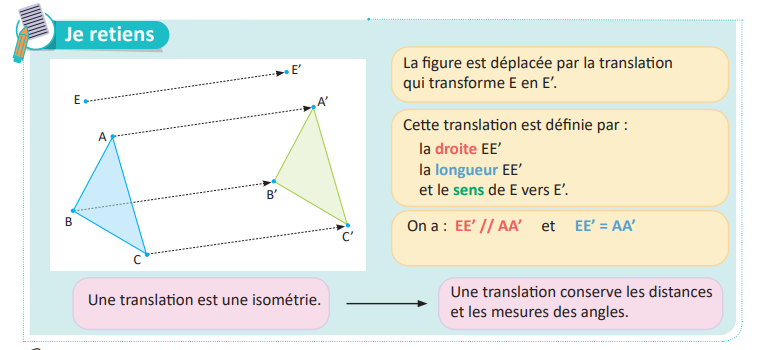 Je retiens
E
E’
A
A’
B
B’
C
C’
La figure est déplacée par la translation
qui transforme E en E’.
Cette translation est définie par :
la droite EE’
la longueur EE’
et le sens de E vers E’.
On a : EE’ // AA’ et EE’ = AA’
Une translation est une isométrie.
Une translation conserve les distances
et les mesures des angles.